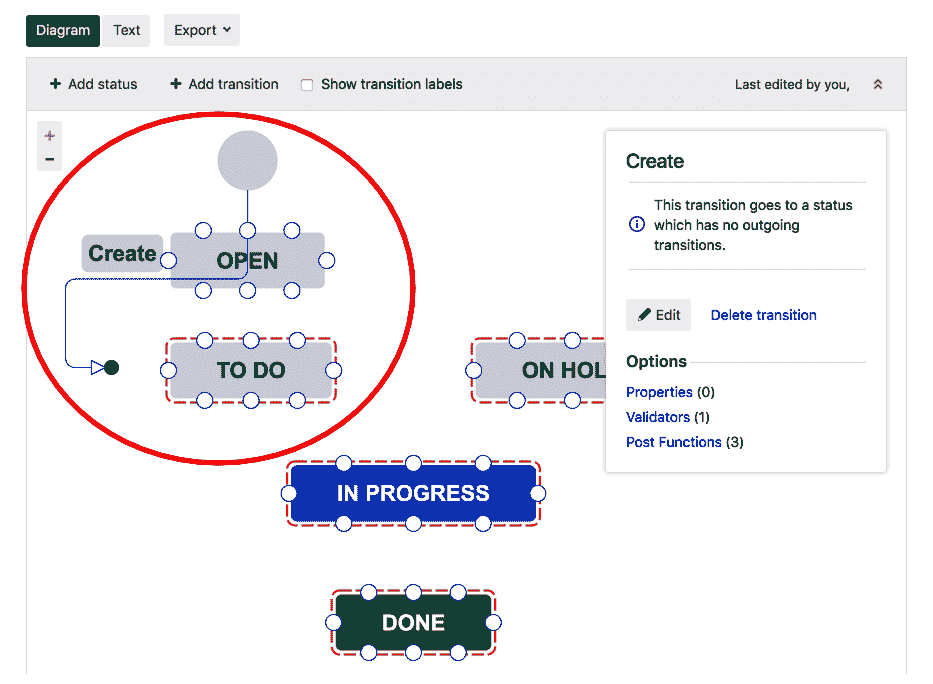 Diagram Text Export
+ Add status + Add transition Show transition labels Last edited by you,
+
−
Create
This transition goes to a status
which has no outgoing
transitions.
Create
OPEN
Edit Delete transition
Options
TO DO
ON HOL
Properties (0)
Validators (1)
Post Functions (3)
IN PROGRESS
DONE